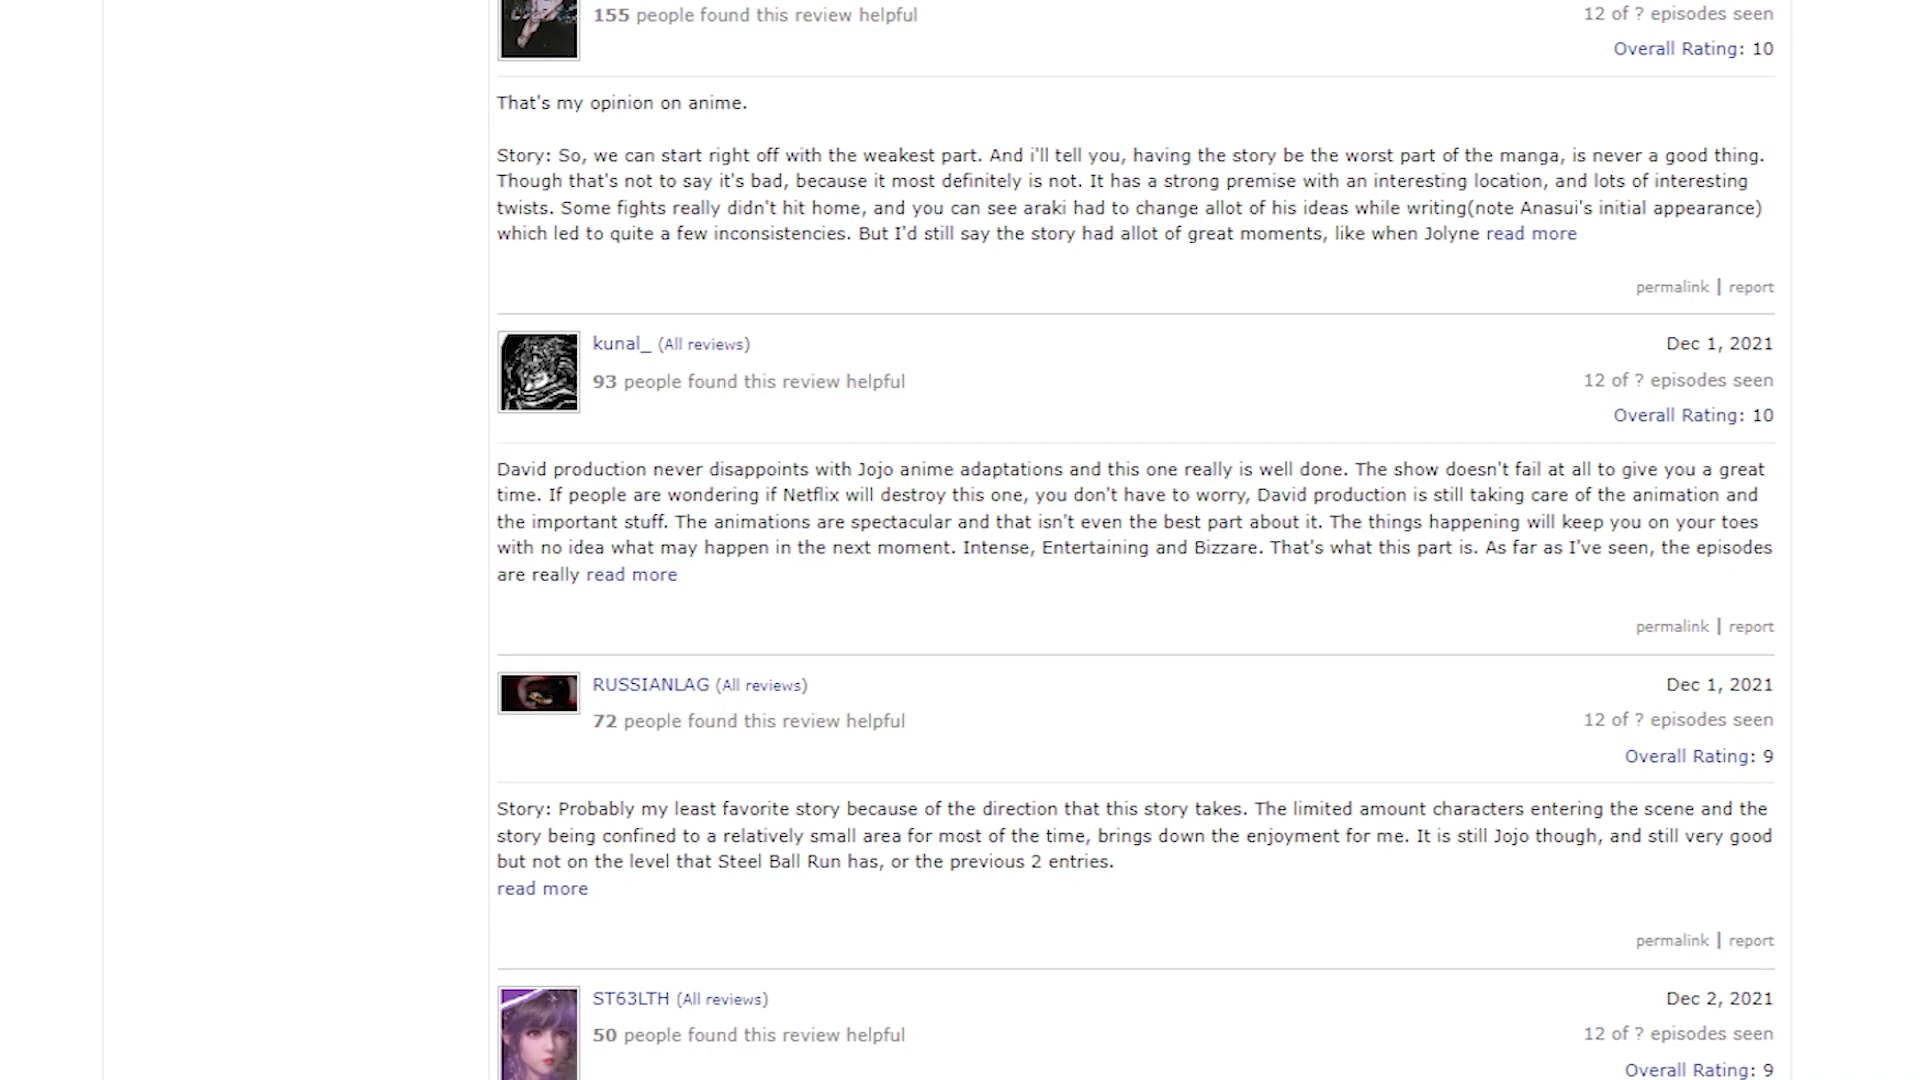 155 people found this review helpful
12 of ? episodes seen
Overall Rating: 10
That's my opinion on anime.
Story: So, we can start right off with the weakest part. And i'll tell you, having the story be the worst part of the manga, is never a good thing.
Though that's not to say it's bad, because it most definitely is not. It has a strong premise with an interesting location, and lots of interesting
twists. Some fights really didn't hit home, and you can see araki had to change allot of his ideas while writing(note Anasui's initial appearance)
which led to quite a few inconsistencies. But I'd still say the story had allot of great moments, like when Jolyne read more
permalink | report
kunal_ (All reviews)
Dec 1, 2021
93 people found this review helpful
12 of ? episodes seen
Overall Rating: 10
David production never disappoints with Jojo anime adaptations and this one really is well done. The show doesn't fail at all to give you a great
time. If people are wondering if Netflix will destroy this one, you don't have to worry, David production is still taking care of the animation and
the important stuff. The animations are spectacular and that isn't even the best part about it. The things happening will keep you on your toes
with no idea what may happen in the next moment. Intense, Entertaining and Bizzare. That's what this part is. As far as I've seen, the episodes
are really read more
permalink | report
RUSSIANLAG (All reviews)
Dec 1, 2021
72 people found this review helpful
12 of ? episodes seen
Overall Rating: 9
Story: Probably my least favorite story because of the direction that this story takes. The limited amount characters entering the scene and the
story being confined to a relatively small area for most of the time, brings down the enjoyment for me. It is still Jojo though, and still very good
but not on the level that Steel Ball Run has, or the previous 2 entries.
read more
permalink | report
ST63LTH (All reviews)
Dec 2, 2021
50 people found this review helpful
12 of ? episodes seen
Overall Rating: 9